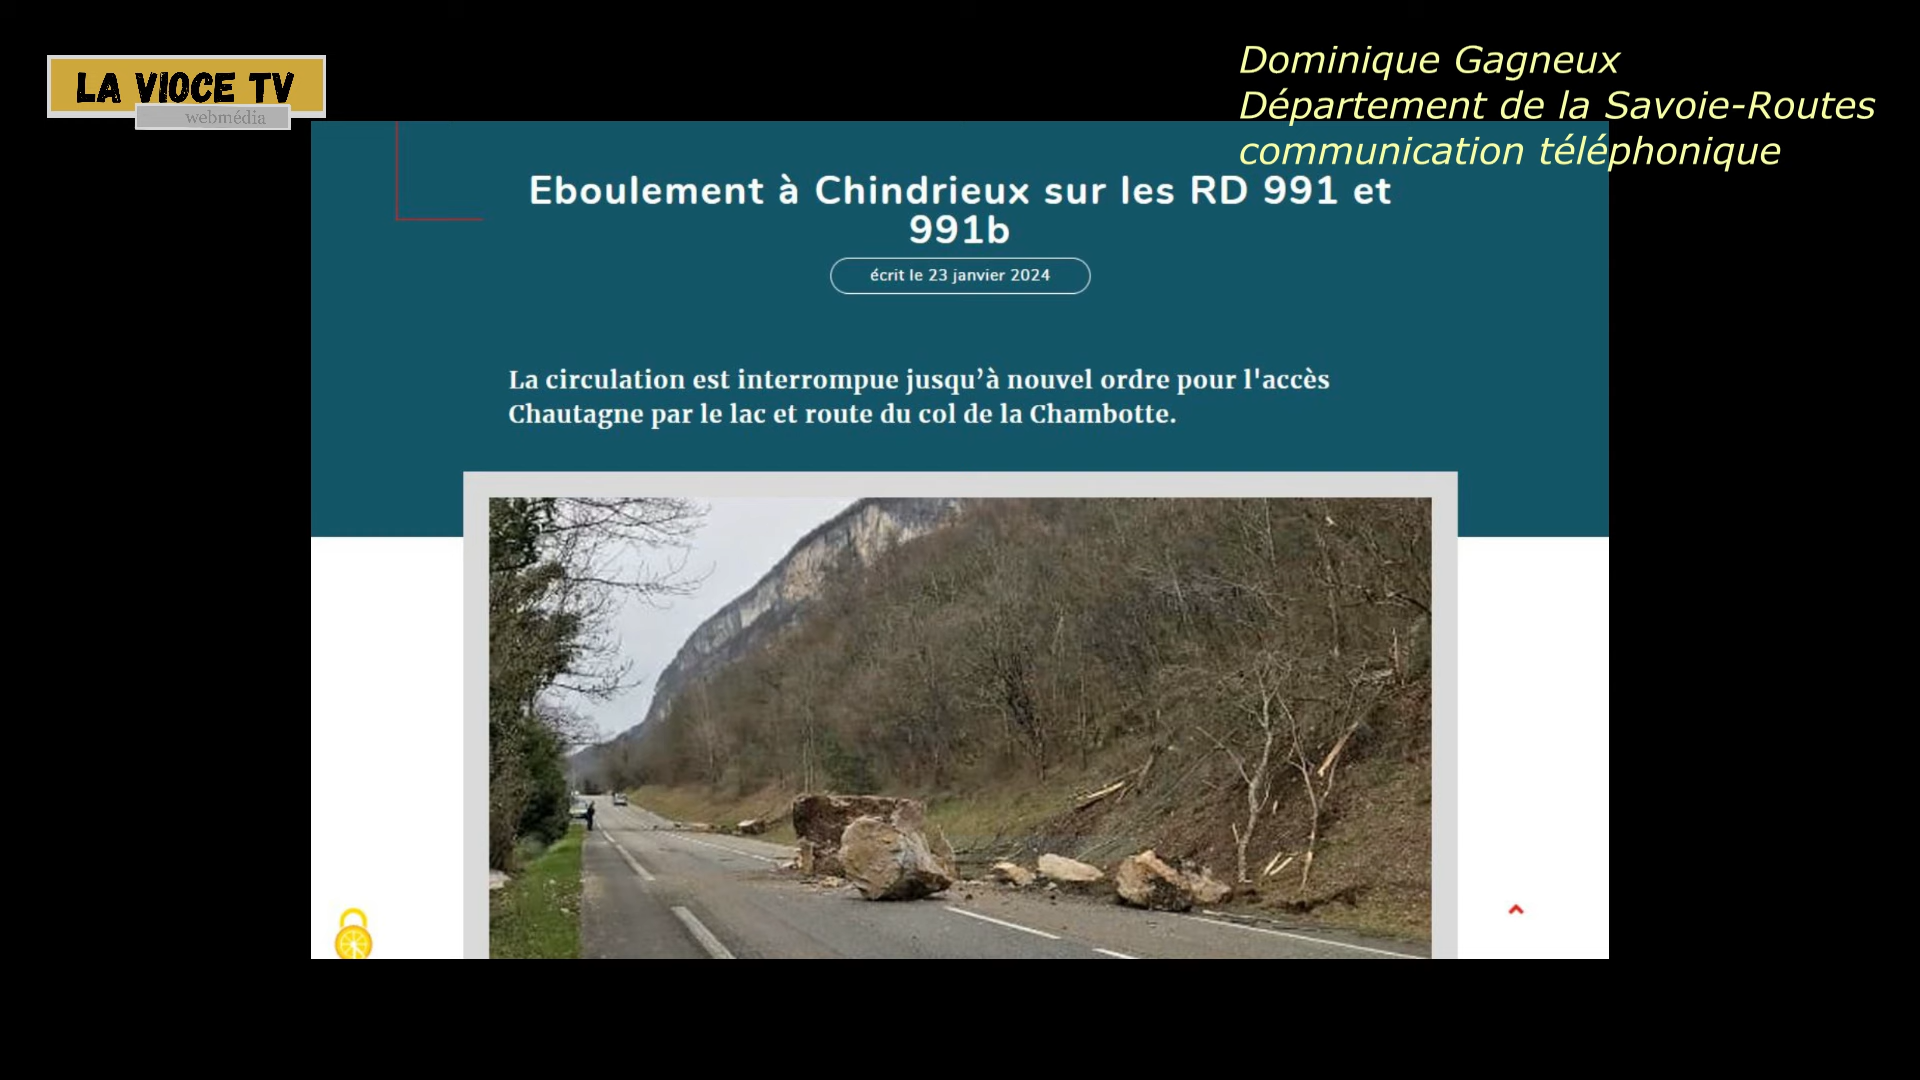 LA VIOCE TV
webmédia
Dominique Gagneux
Département de la Savoie-Routes
communication téléphonique
Eboulement à Chindrieux sur les RD 991 et
991b
écrit le 23 janvier 2024
La circulation est interrompue jusqu’à nouvel ordre pour l'accès
Chautagne par le lac et route du col de la Chambotte.